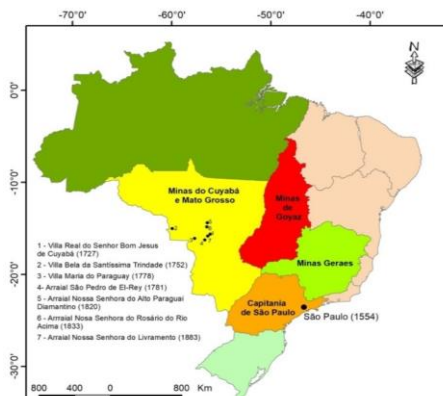 -70°0' -60°0' -50°0' -40°0'
N
0°0'
-10°0'
-20°0'
-30°0'
Minas do Cuyabá
e Mato Grosso
Minas
de
Goyaz
Minas Geraes
Capitania
de São Paulo
São Paulo (1554)
1 - Villa Real do Senhor Bom Jesus
de Cuyabá (1727)
2 - Villa Bela da Santíssima Trindade (1752)
3 - Villa Maria do Paraguay (1778)
4- Arraial São Pedro de El-Rey (1781)
5 - Arraial Nossa Senhora do Alto Paraguai
Diamantino (1820)
6 - Arraial Nosa Senhora do Rosário do Rio
Acima (1833)
7 - Arraial Nossa Senhora do Livramento (1883)
800 400 0 800 Km